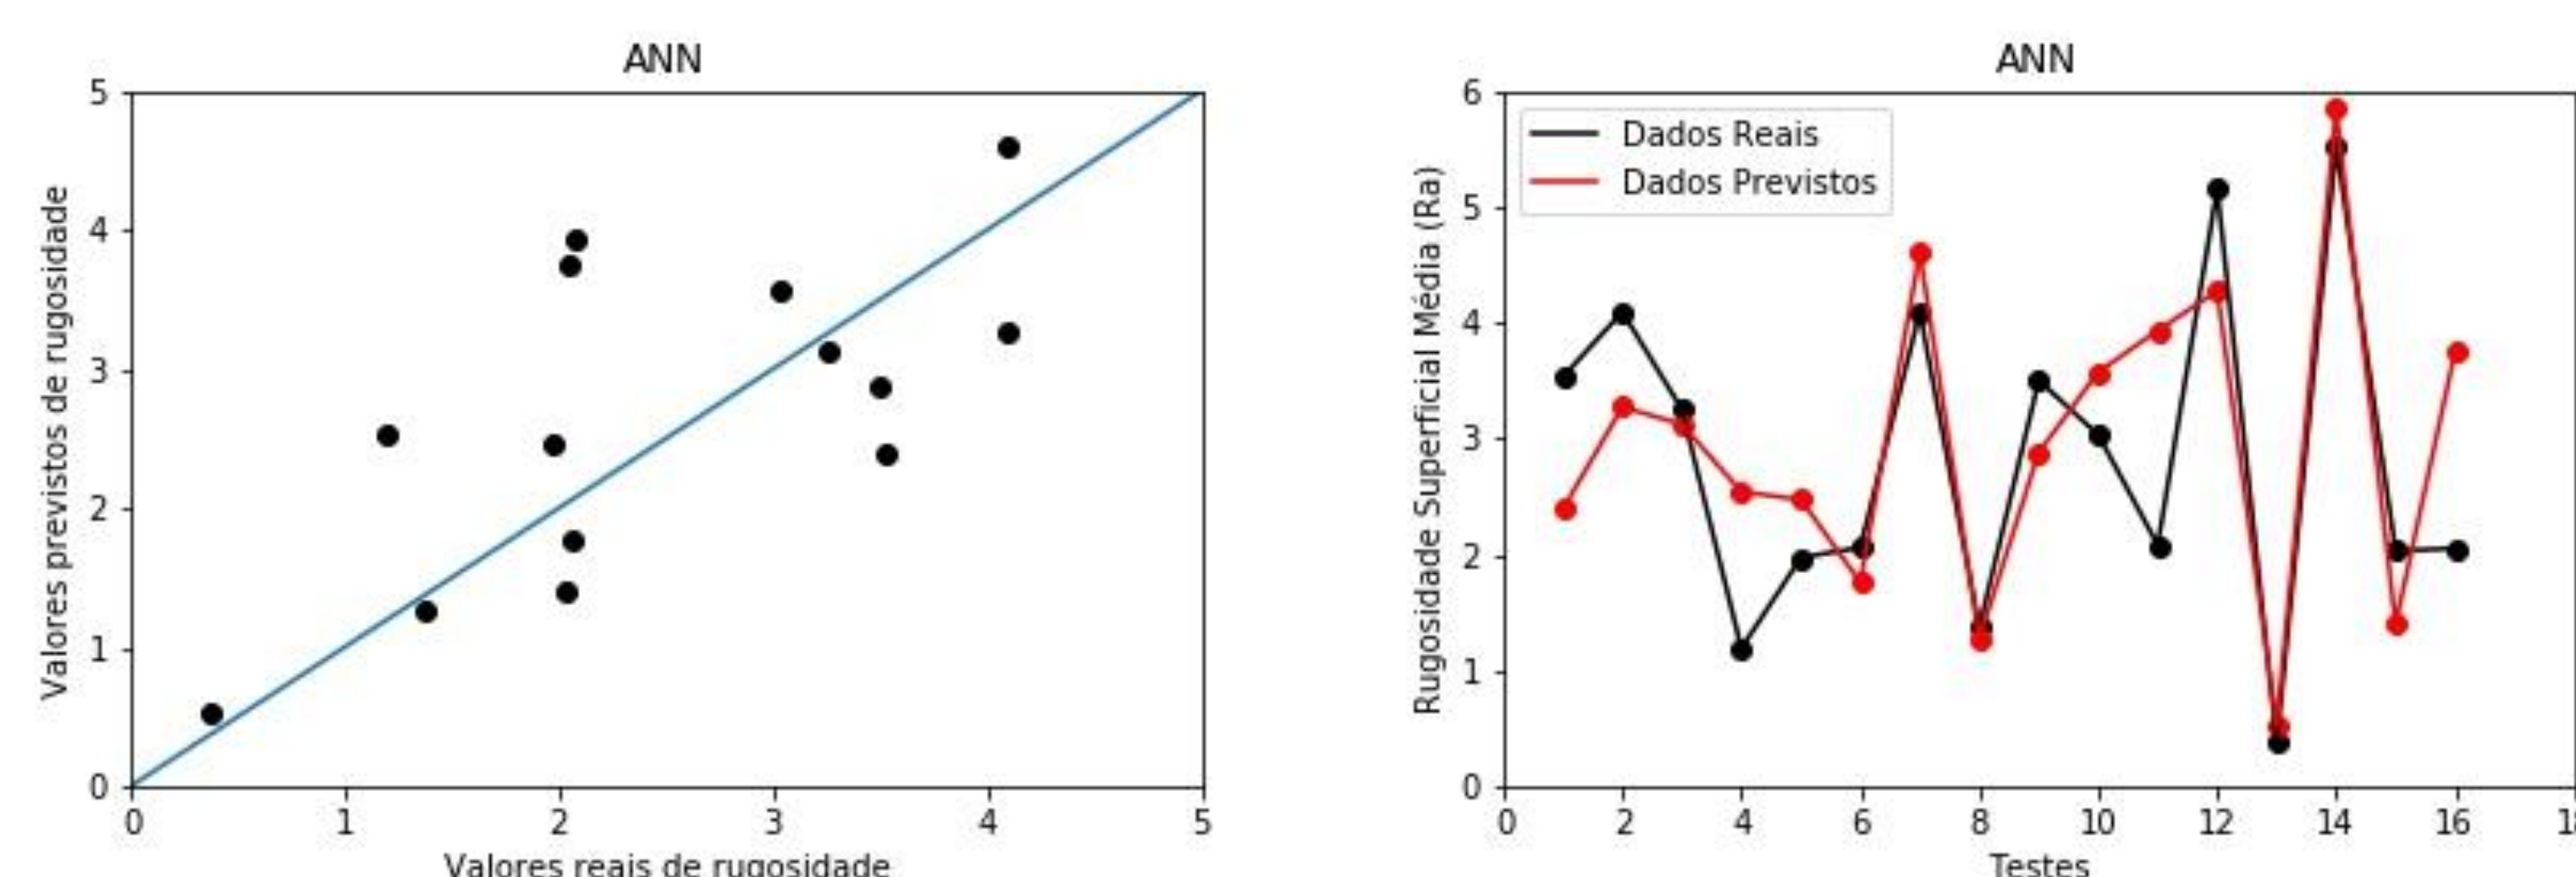 ANN
5
4
3
2
1
0
Valores previstos de rugosidade
0 1 2 3 4 5
Valores reais de rugosidade
ANN
6
5
4
3
2
1
0
Rugosidade Superficial Média (Ra)
Dados Reais
Dados Previstos
0 2 4 6 8 10 12 14 16
Testes